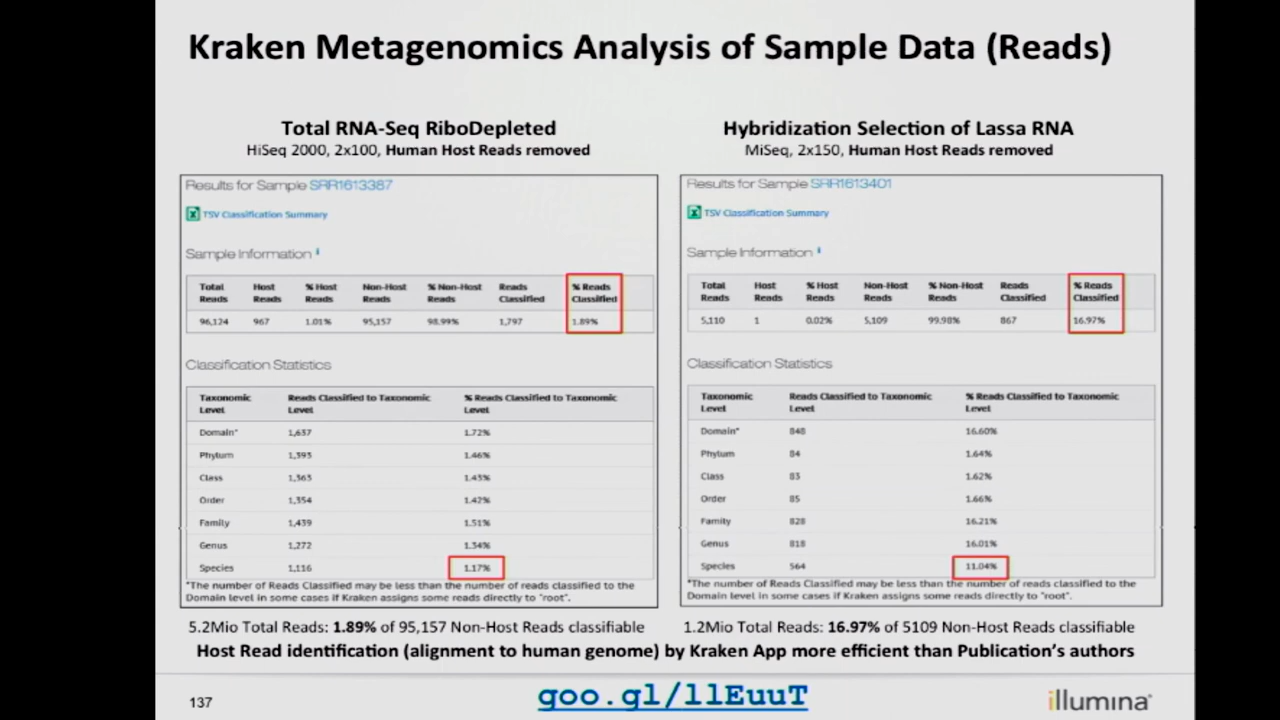 Kraken Metagenomics Analysis of Sample Data (Reads)
Total RNA-Seq RiboDepleted
HiSeq 2000, 2x100, Human Host Reads removed
Results for Sample SRR1613387
TSV Classification Summary
Sample Information i
Total Reads Host Reads % Host Reads Non-Host Reads % Non-Host Reads Reads Classified % Reads Classified
96,124 967 1.01% 95,157 98.99% 1,797 1.89%
Classification Statistics
Taxonomic Level Reads Classified to Taxonomic Level % Reads Classified to Taxonomic Level
Domain* 1,637 1.72%
Phylum 1,393 1.46%
Class 1,363 1.43%
Order 1,354 1.42%
Family 1,439 1.51%
Genus 1,272 1.34%
Species 1,116 1.17%
*The number of Reads Classified may be less than the number of reads classified to the
Domain level in some cases if Kraken assigns some reads directly to "root".
5.2Mio Total Reads: 1.89% of 95,157 Non-Host Reads classifiable
Hybridization Selection of Lassa RNA
MiSeq, 2x150, Human Host Reads removed
Results for Sample SRR1613401
TSV Classification Summary
Sample Information i
Total Reads Host Reads % Host Reads Non-Host Reads % Non-Host Reads Reads Classified % Reads Classified
5,110 1 0.02% 5,109 99.98% 867 16.97%
Classification Statistics
Taxonomic Level Reads Classified to Taxonomic Level % Reads Classified to Taxonomic Level
Domain* 848 16.60%
Phylum 84 1.64%
Class 83 1.62%
Order 85 1.66%
Family 828 16.21%
Genus 818 16.01%
Species 564 11.04%
*The number of Reads Classified may be less than the number of reads classified to the
Domain level in some cases if Kraken assigns some reads directly to "root".
1.2Mio Total Reads: 16.97% of 5109 Non-Host Reads classifiable
Host Read identification (alignment to human genome) by Kraken App more efficient than Publication's authors
137
goo.gl/llEuuT
illumina®